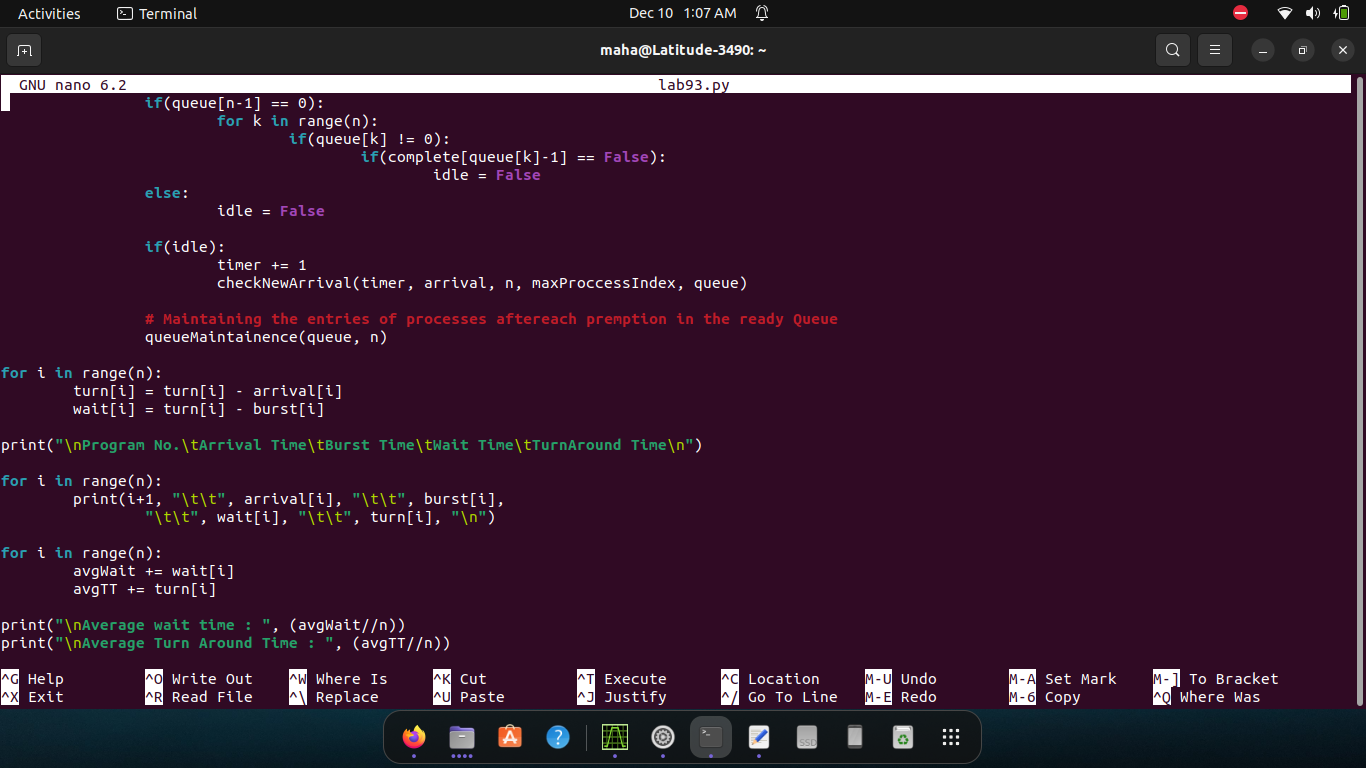 Activities Terminal Dec 10 1:07 AM
maha@Latitude-3490: ~
GNU nano 6.2 lab93.py
if(queue[n-1] == 0):
for k in range(n):
if(queue[k] != 0):
if(complete[queue[k]-1] == False):
idle = False
else:
idle = False
if(idle):
timer += 1
checkNewArrival(timer, arrival, n, maxProccessIndex, queue)
# Maintaining the entries of processes aftereach premption in the ready Queue
queueMaintainence(queue, n)
for i in range(n):
turn[i] = turn[i] - arrival[i]
wait[i] = turn[i] - burst[i]
print("\nProgram No.\tArrival Time\tBurst Time\tWait Time\tTurnAround Time\n")
for i in range(n):
print(i+1, "\t\t", arrival[i], "\t\t", burst[i],
"\t\t", wait[i], "\t\t", turn[i], "\n")
for i in range(n):
avgWait += wait[i]
avgTT += turn[i]
print("\nAverage wait time : ", (avgWait//n))
print("\nAverage Turn Around Time : ", (avgTT//n))
^G Help ^O Write Out ^W Where Is ^K Cut ^T Execute ^C Location M-U Undo M-A Set Mark M-] To Bracket
^X Exit ^R Read File ^\ Replace ^U Paste ^J Justify ^/ Go To Line M-E Redo M-6 Copy ^Q Where Was
SSD